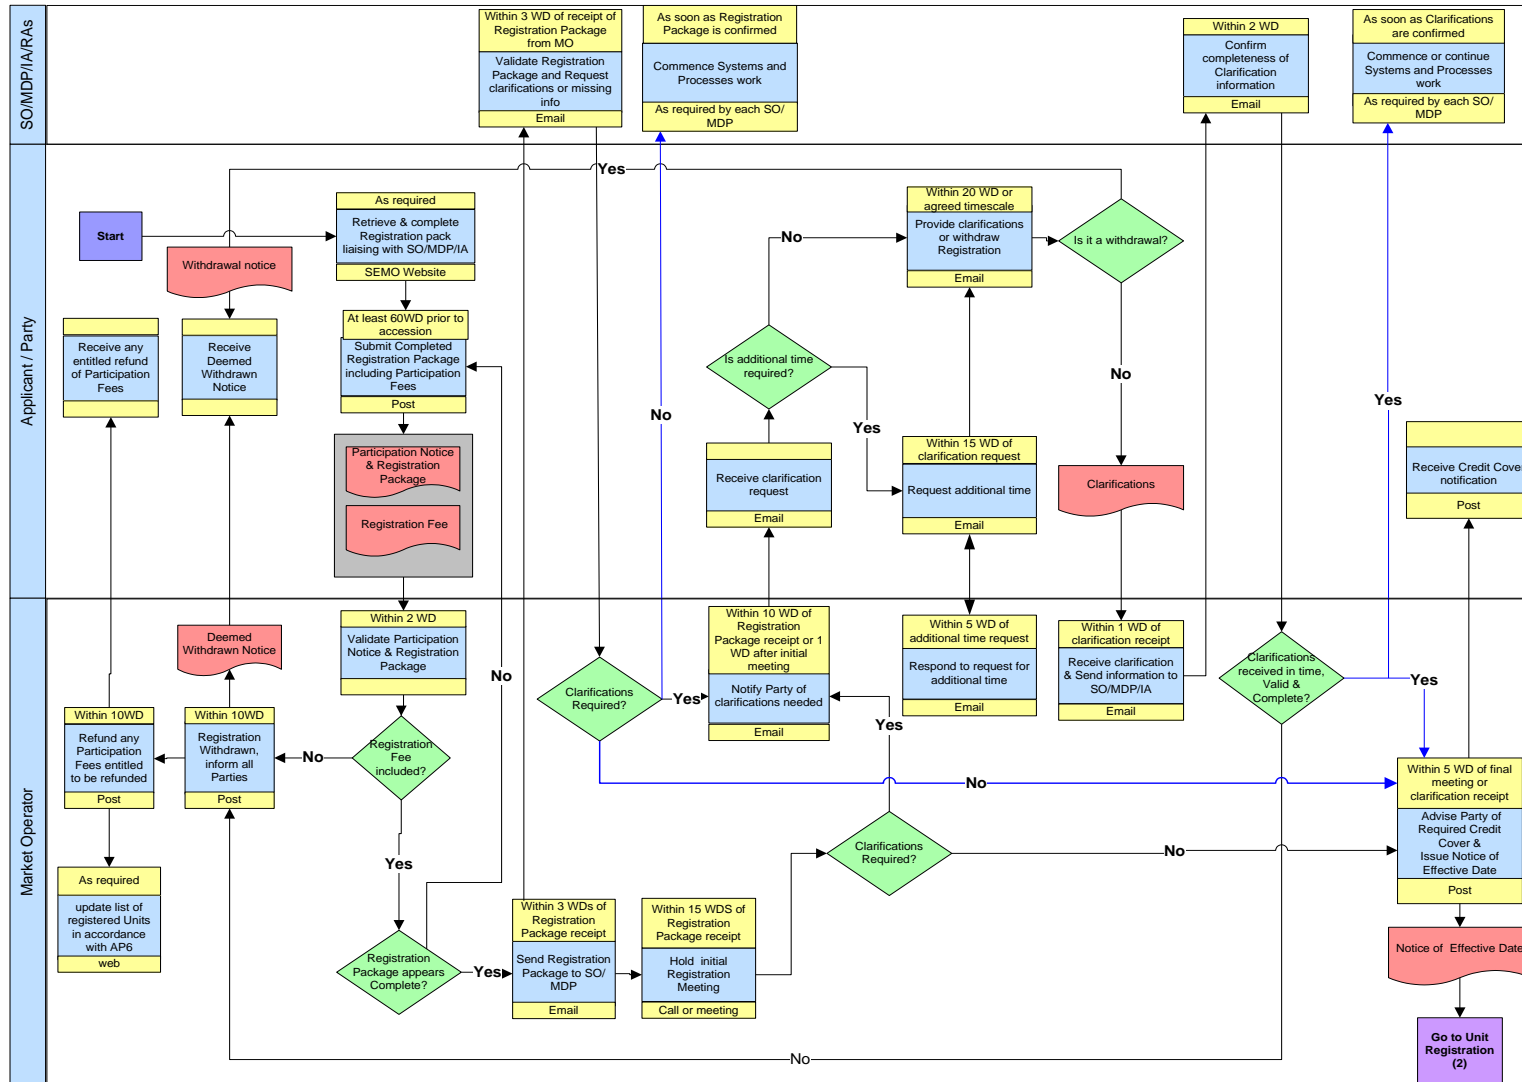 SO/MDP/IA/RAs
Within 3 WD of receipt of
Registration Package
from MO
Validate Registration
Package and Request
clarifications or missing
info
Email
As soon as Registration
Package is confirmed
Commence Systems and
Processes work
As required by each SO/
MDP
Within 2 WD
Confirm
completeness of
Clarification
information
Email
As soon as Clarifications
are confirmed
Commence or continue
Systems and Processes
work
As required by each SO/
MDP
Applicant / Party
Yes
Start
As required
Retrieve & complete
Registration pack
liaising with SO/MDP/IA
SEMO Website
Withdrawal notice
Within 20 WD or
agreed timescale
Provide clarifications
or withdraw
Registration
Email
Is it a withdrawal?
No
Receive any
entitled refund
of Participation
Fees
Receive
Deemed
Withdrawn
Notice
At least 60WD prior to
accession
Submit Completed
Registration Package
including Participation
Fees
Post
Is additional time
required?
No
Yes
No
Yes
Participation Notice
& Registration
Package
Registration Fee
Receive clarification
request
Email
Within 15 WD of
clarification request
Request additional time
Email
Clarifications
Receive Credit Cover
notification
Post
Market Operator
Deemed
Withdrawn Notice
Within 2 WD
Validate Participation
Notice & Registration
Package
No
Clarifications
Required?
Yes
Within 10 WD of
Registration
Package receipt or 1
WD after initial
meeting
Notify Party of
clarifications needed
Email
Within 5 WD of
additional time request
Respond to request for
additional time
Email
Within 1 WD of
clarification receipt
Receive clarification
& Send information to
SO/MDP/IA
Email
Clarifications
received in time,
Valid &
Complete?
Yes
Within 10WD
Refund any
Participation
Fees entitled
to be refunded
Post
Within 10WD
Registration
Withdrawn,
inform all
Parties
Post
No
Registration
Fee
included?
Yes
No
Within 5 WD of final
meeting or
clarification receipt
Advise Party of
Required Credit
Cover &
Issue Notice of
Effective Date
Post
Yes
Clarifications
Required?
No
As required
update list of
registered Units
in accordance
with AP6
web
Registration
Package appears
Complete?
Yes
Within 3 WDs of
Registration
Package receipt
Send Registration
Package to SO/
MDP
Email
Within 15 WDS of
Registration
Package receipt
Hold initial
Registration
Meeting
Call or meeting
Notice of Effective Date
No
Go to Unit
Registration
(2)